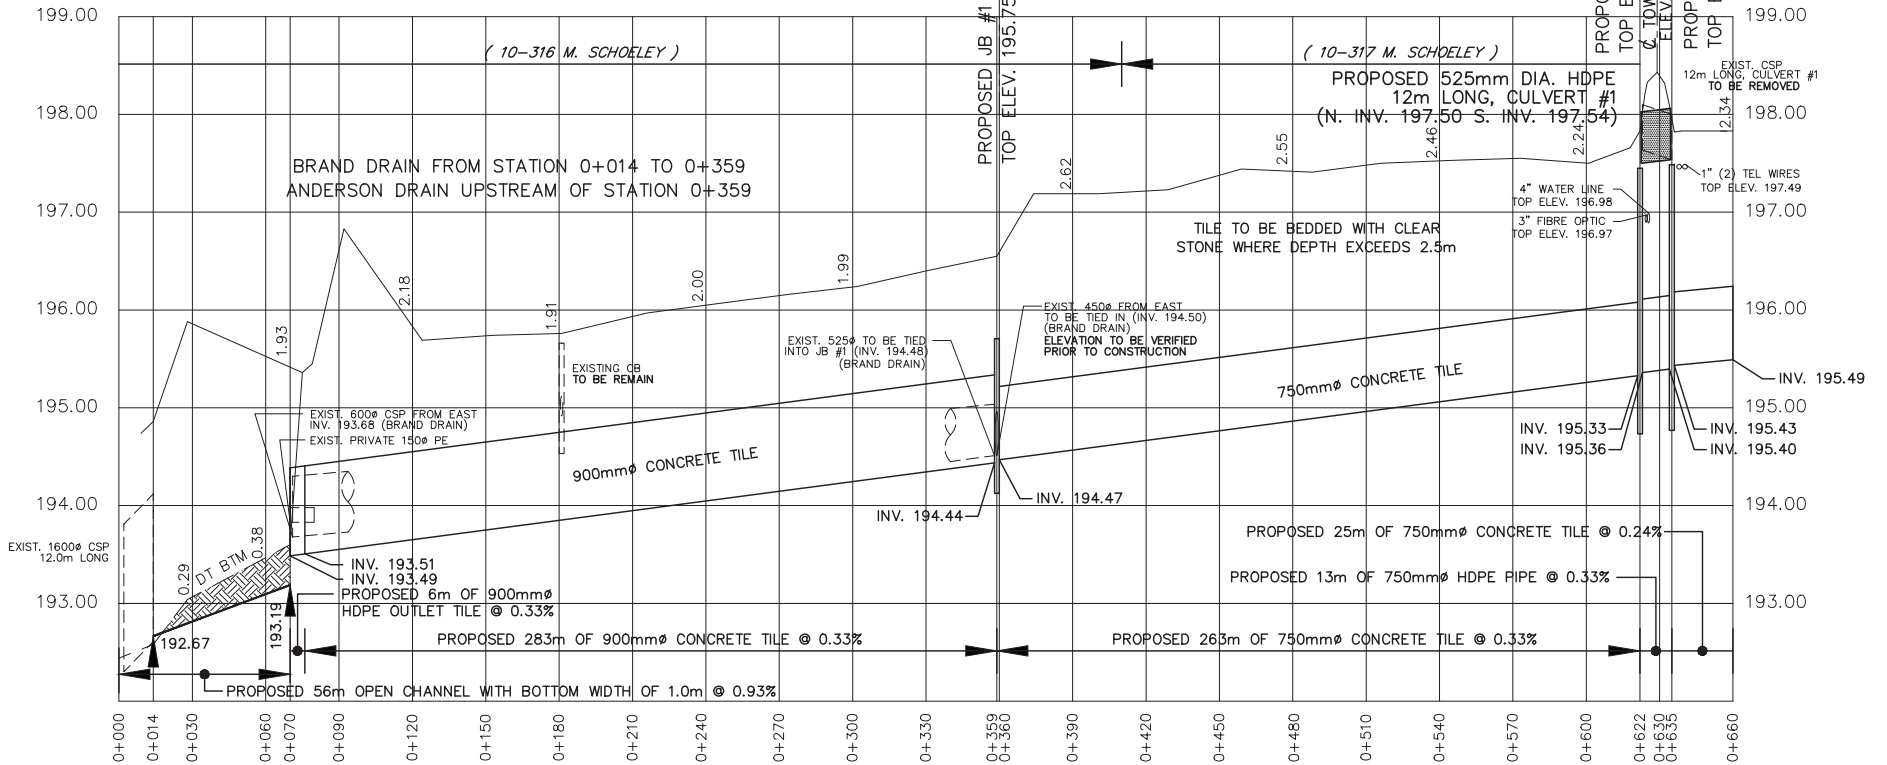 199.00
198.00
197.00
196.00
195.00
194.00
193.00
( 10-316 M. SCHOELEY )
( 10-317 M. SCHOELEY )
PROPOSED JB #1
TOP ELEV. 195.75
PROPOSED 525mm DIA. HDPE
12m LONG, CULVERT #1
(N. INV. 197.50 S. INV. 197.54)
EXIST. CSP
12m LONG, CULVERT #1
TO BE REMOVED
BRAND DRAIN FROM STATION 0+014 TO 0+359
ANDERSON DRAIN UPSTREAM OF STATION 0+359
0.29
0.38
1.93
2.18
1.91
2.00
1.99
2.62
2.55
2.46
2.24
2.34
1" (2) TEL WIRES
TOP ELEV. 197.49
4" WATER LINE
TOP ELEV. 196.98
3" FIBRE OPTIC
TOP ELEV. 196.97
TILE TO BE BEDDED WITH CLEAR
STONE WHERE DEPTH EXCEEDS 2.5m
EXIST. 450ø FROM EAST
TO BE TIED IN (INV. 194.50)
(BRAND DRAIN)
ELEVATION TO BE VERIFIED
PRIOR TO CONSTRUCTION
EXIST. 525ø TO BE TIED
INTO JB #1 (INV. 194.48)
(BRAND DRAIN)
EXISTING CB
TO BE REMAIN
EXIST. 600ø CSP FROM EAST
INV. 193.68 (BRAND DRAIN)
EXIST. PRIVATE 150ø PE
900mmø CONCRETE TILE
750mmø CONCRETE TILE
INV. 195.49
INV. 195.33
INV. 195.36
INV. 195.43
INV. 195.40
INV. 194.47
INV. 194.44
EXIST. 1600ø CSP
12.0m LONG
DT BTM
INV. 193.51
INV. 193.49
PROPOSED 6m OF 900mmø
HDPE OUTLET TILE @ 0.33%
193.19
192.67
PROPOSED 25m OF 750mmø CONCRETE TILE @ 0.24%
PROPOSED 13m OF 750mmø HDPE PIPE @ 0.33%
PROPOSED 283m OF 900mmø CONCRETE TILE @ 0.33%
PROPOSED 263m OF 750mmø CONCRETE TILE @ 0.33%
PROPOSED 56m OPEN CHANNEL WITH BOTTOM WIDTH OF 1.0m @ 0.93%
199.00
198.00
197.00
196.00
195.00
194.00
193.00
0+000
0+014
0+030
0+060
0+070
0+090
0+120
0+150
0+180
0+210
0+240
0+270
0+300
0+330
0+359
0+360
0+390
0+420
0+450
0+480
0+510
0+540
0+570
0+600
0+622
0+630
0+635
0+660